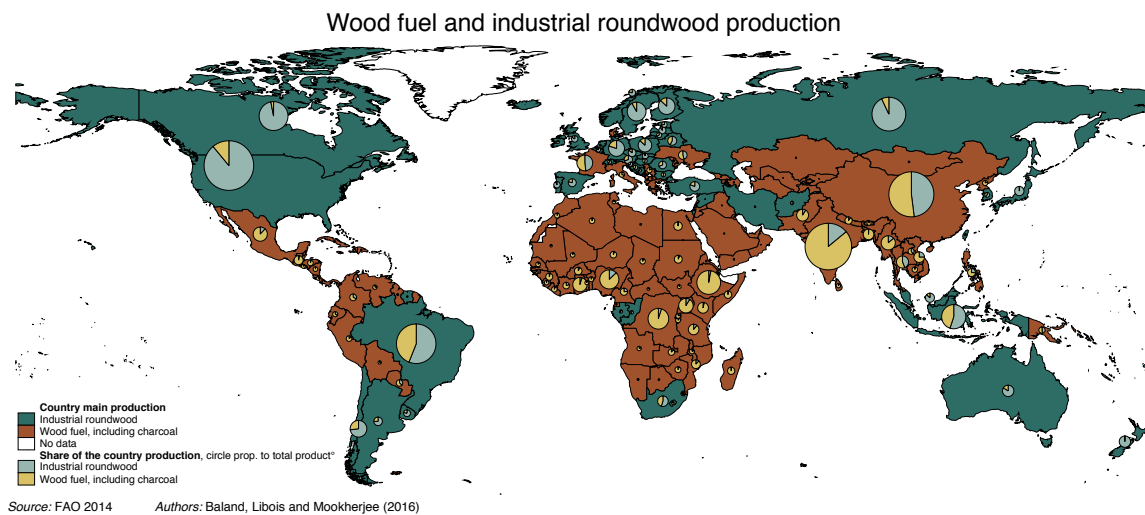 Wood fuel and industrial roundwood production
Country main production
Industrial roundwood
Wood fuel, including charcoal
No data
Share of the country production, circle prop. to total product°
Industrial roundwood
Wood fuel, including charcoal
Source: FAO 2014 Authors: Baland, Libois and Mookherjee (2016)